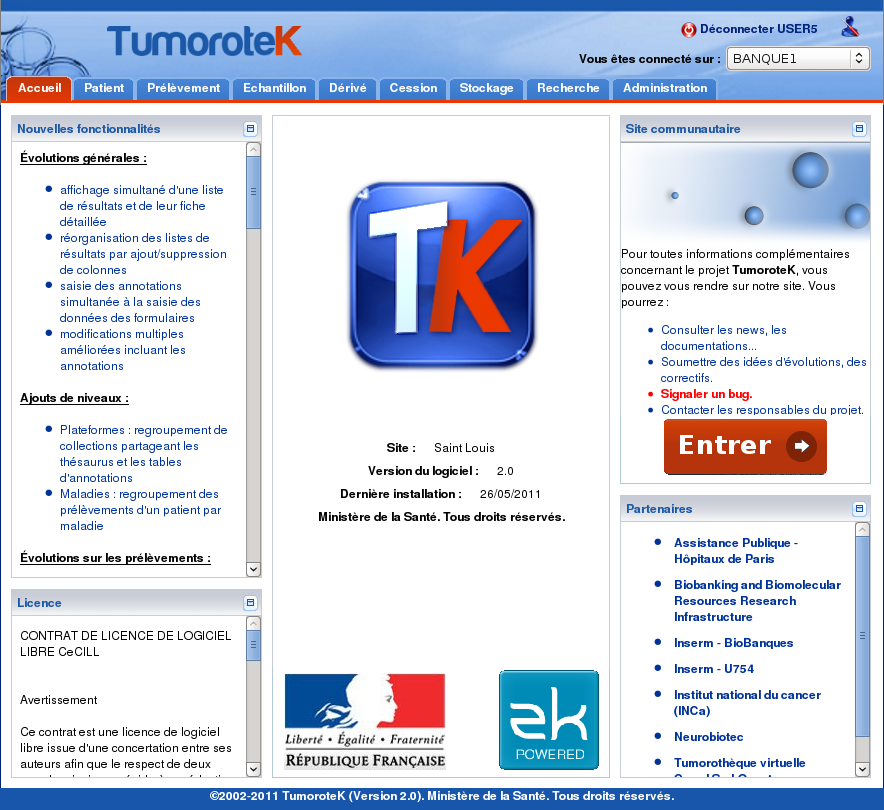 TumoroteK
Déconnecter USER5
Vous êtes connecté sur :
BANQUE1
Accueil
Patient
Prélèvement
Echantillon
Dérivé
Cession
Stockage
Recherche
Administration
Nouvelles fonctionnalités
Évolutions générales :
affichage simultané d'une liste
de résultats et de leur fiche
détaillée
réorganisation des listes de
résultats par ajout/suppression
de colonnes
saisie des annotations
simultanée à la saisie des
données des formulaires
modifications multiples
améliorées incluant les
annotations
Ajouts de niveaux :
Plateformes : regroupement de
collections partageant les
thésaurus et les tables
d'annotations
Maladies : regroupement des
prélèvements d'un patient par
maladie
Évolutions sur les prélèvements :
Licence
CONTRAT DE LICENCE DE LOGICIEL
LIBRE CeCILL
Avertissement
Ce contrat est une licence de logiciel
libre issue d'une concertation entre ses
auteurs afin que le respect de deux
TK
Site : Saint Louis
Version du logiciel : 2.0
Dernière installation : 26/05/2011
Ministère de la Santé. Tous droits réservés.
Liberté • Égalité • Fraternité
RÉPUBLIQUE FRANÇAISE
zk
POWERED
Site communautaire
Pour toutes informations complémentaires
concernant le projet TumoroteK, vous
pouvez vous rendre sur notre site. Vous
pourrez :
Consulter les news, les
documentations...
Soumettre des idées d'évolutions, des
correctifs.
Signaler un bug.
Contacter les responsables du projet.
Entrer
Partenaires
Assistance Publique -
Hôpitaux de Paris
Biobanking and Biomolecular
Resources Research
Infrastructure
Inserm - BioBanques
Inserm - U754
Institut national du cancer
(INCa)
Neurobiotec
Tumorothèque virtuelle
©2002-2011 TumoroteK (Version 2.0). Ministère de la Santé. Tous droits réservés.